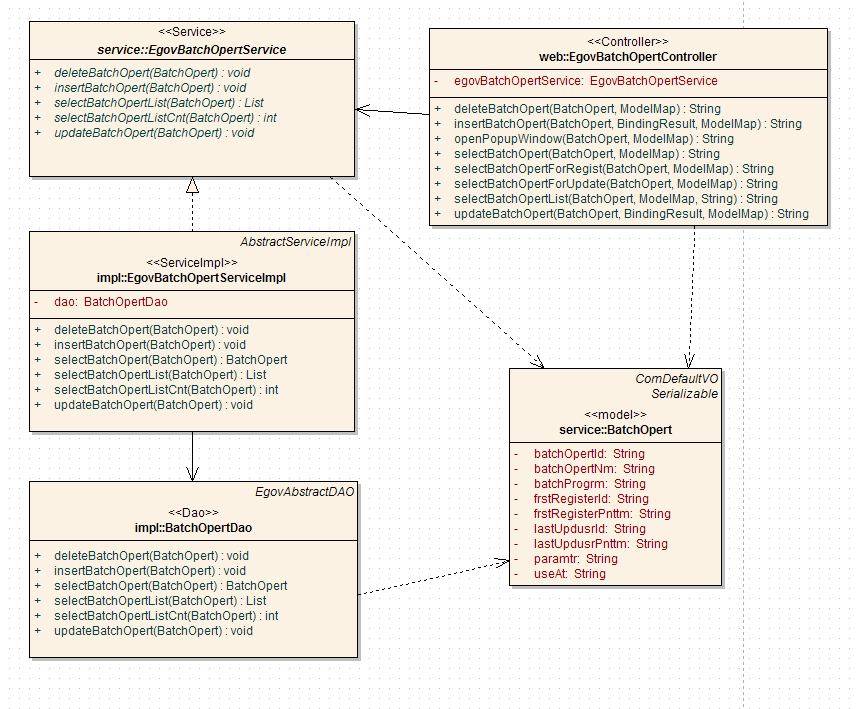 <<Service>>
service::EgovBatchOpertService
+ deleteBatchOpert(BatchOpert) : void
+ insertBatchOpert(BatchOpert) : void
+ selectBatchOpertList(BatchOpert) : List
+ selectBatchOpertListCnt(BatchOpert) : int
+ updateBatchOpert(BatchOpert) : void
<<Controller>>
web::EgovBatchOpertController
- egovBatchOpertService: EgovBatchOpertService
+ deleteBatchOpert(BatchOpert, ModelMap) : String
+ insertBatchOpert(BatchOpert, BindingResult, ModelMap) : String
+ openPopupWindow(BatchOpert, ModelMap) : String
+ selectBatchOpert(BatchOpert, ModelMap) : String
+ selectBatchOpertForRegist(BatchOpert, ModelMap) : String
+ selectBatchOpertForUpdate(BatchOpert, ModelMap) : String
+ selectBatchOpertList(BatchOpert, ModelMap, String) : String
+ updateBatchOpert(BatchOpert, BindingResult, ModelMap) : String
AbstractServiceImpl
<<ServiceImpl>>
impl::EgovBatchOpertServiceImpl
- dao: BatchOpertDao
+ deleteBatchOpert(BatchOpert) : void
+ insertBatchOpert(BatchOpert) : void
+ selectBatchOpert(BatchOpert) : BatchOpert
+ selectBatchOpertList(BatchOpert) : List
+ selectBatchOpertListCnt(BatchOpert) : int
+ updateBatchOpert(BatchOpert) : void
ComDefaultVO
Serializable
<<model>>
service::BatchOpert
- batchOpertId: String
- batchOpertNm: String
- batchProgrm: String
- frstRegisterId: String
- frstRegisterPnttm: String
- lastUpdusrId: String
- lastUpdusrPnttm: String
- paramtr: String
- useAt: String
EgovAbstractDAO
<<Dao>>
impl::BatchOpertDao
+ deleteBatchOpert(BatchOpert) : void
+ insertBatchOpert(BatchOpert) : void
+ selectBatchOpert(BatchOpert) : BatchOpert
+ selectBatchOpertList(BatchOpert) : List
+ selectBatchOpertListCnt(BatchOpert) : int
+ updateBatchOpert(BatchOpert) : void